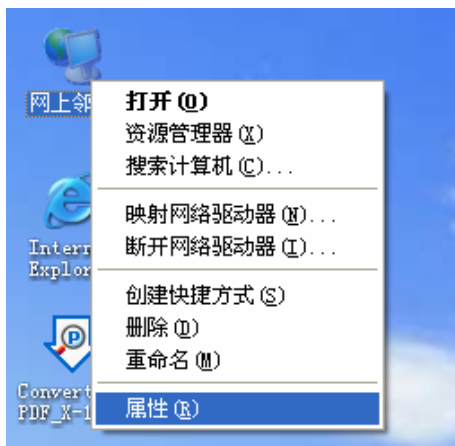 网上邻
打开(O)
资源管理器(X)
搜索计算机(C)...
映射网络驱动器(N)...
断开网络驱动器(I)...
创建快捷方式(S)
删除(D)
重命名(M)
属性(R)
Intern
Explor
Convert
PDF_X-1